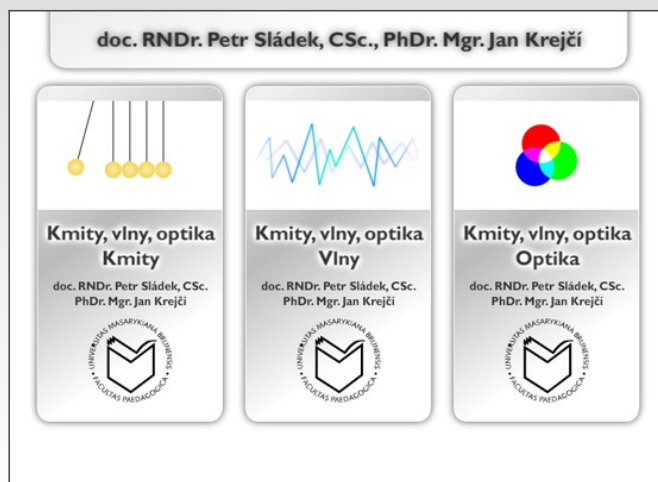 doc. RNDr. Petr Sládek, CSc., PhDr. Mgr. Jan Krejčí
Kmity, vlny, optika
Kmity
doc. RNDr. Petr Sládek, CSc.
PhDr. Mgr. Jan Krejčí
UNIVERSITAS MASARYKIANA BRUNENSIS
• FACULTAS PAEDAGOGICA •
Kmity, vlny, optika
Vlny
doc. RNDr. Petr Sládek, CSc.
PhDr. Mgr. Jan Krejčí
UNIVERSITAS MASARYKIANA BRUNENSIS
• FACULTAS PAEDAGOGICA •
Kmity, vlny, optika
Optika
doc. RNDr. Petr Sládek, CSc.
PhDr. Mgr. Jan Krejčí
UNIVERSITAS MASARYKIANA BRUNENSIS
• FACULTAS PAEDAGOGICA •